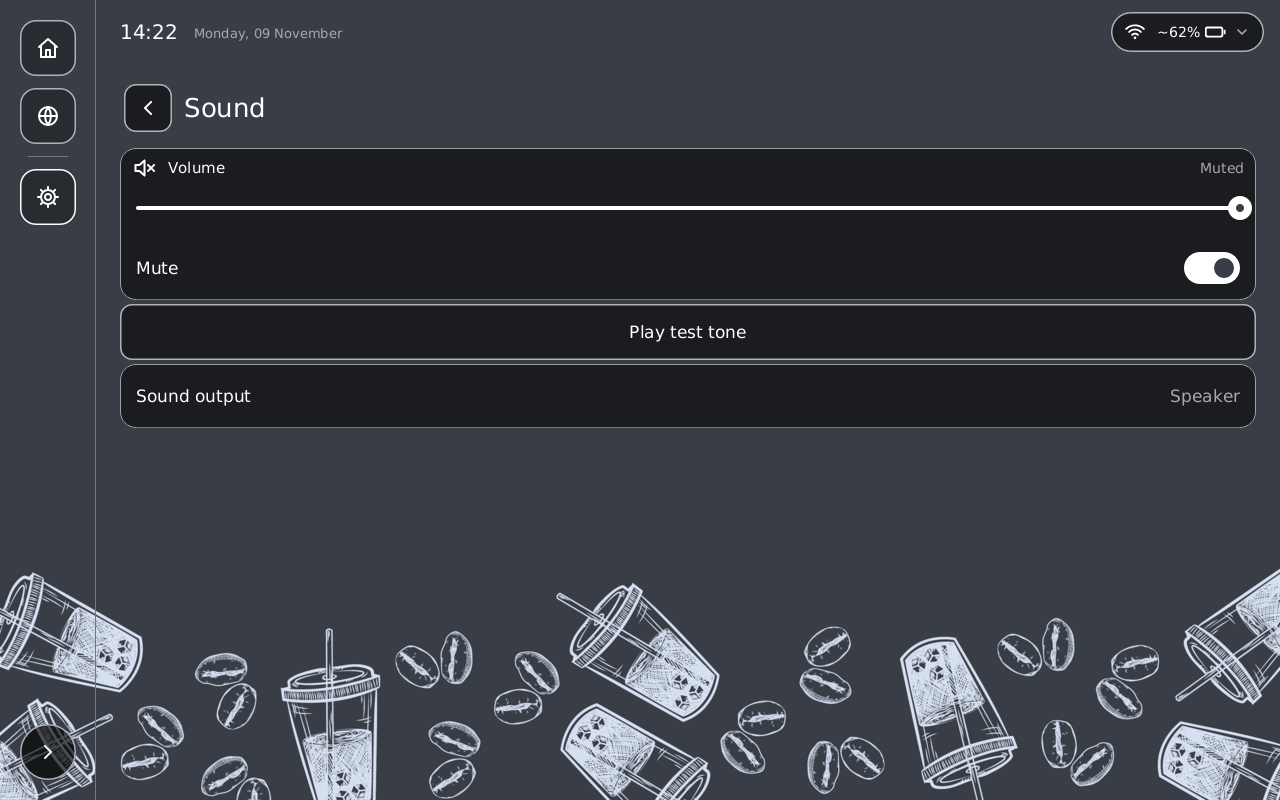 14:22
Monday, 09 November
~62%
Sound
Volume
Muted
Mute
Play test tone
Sound output
Speaker